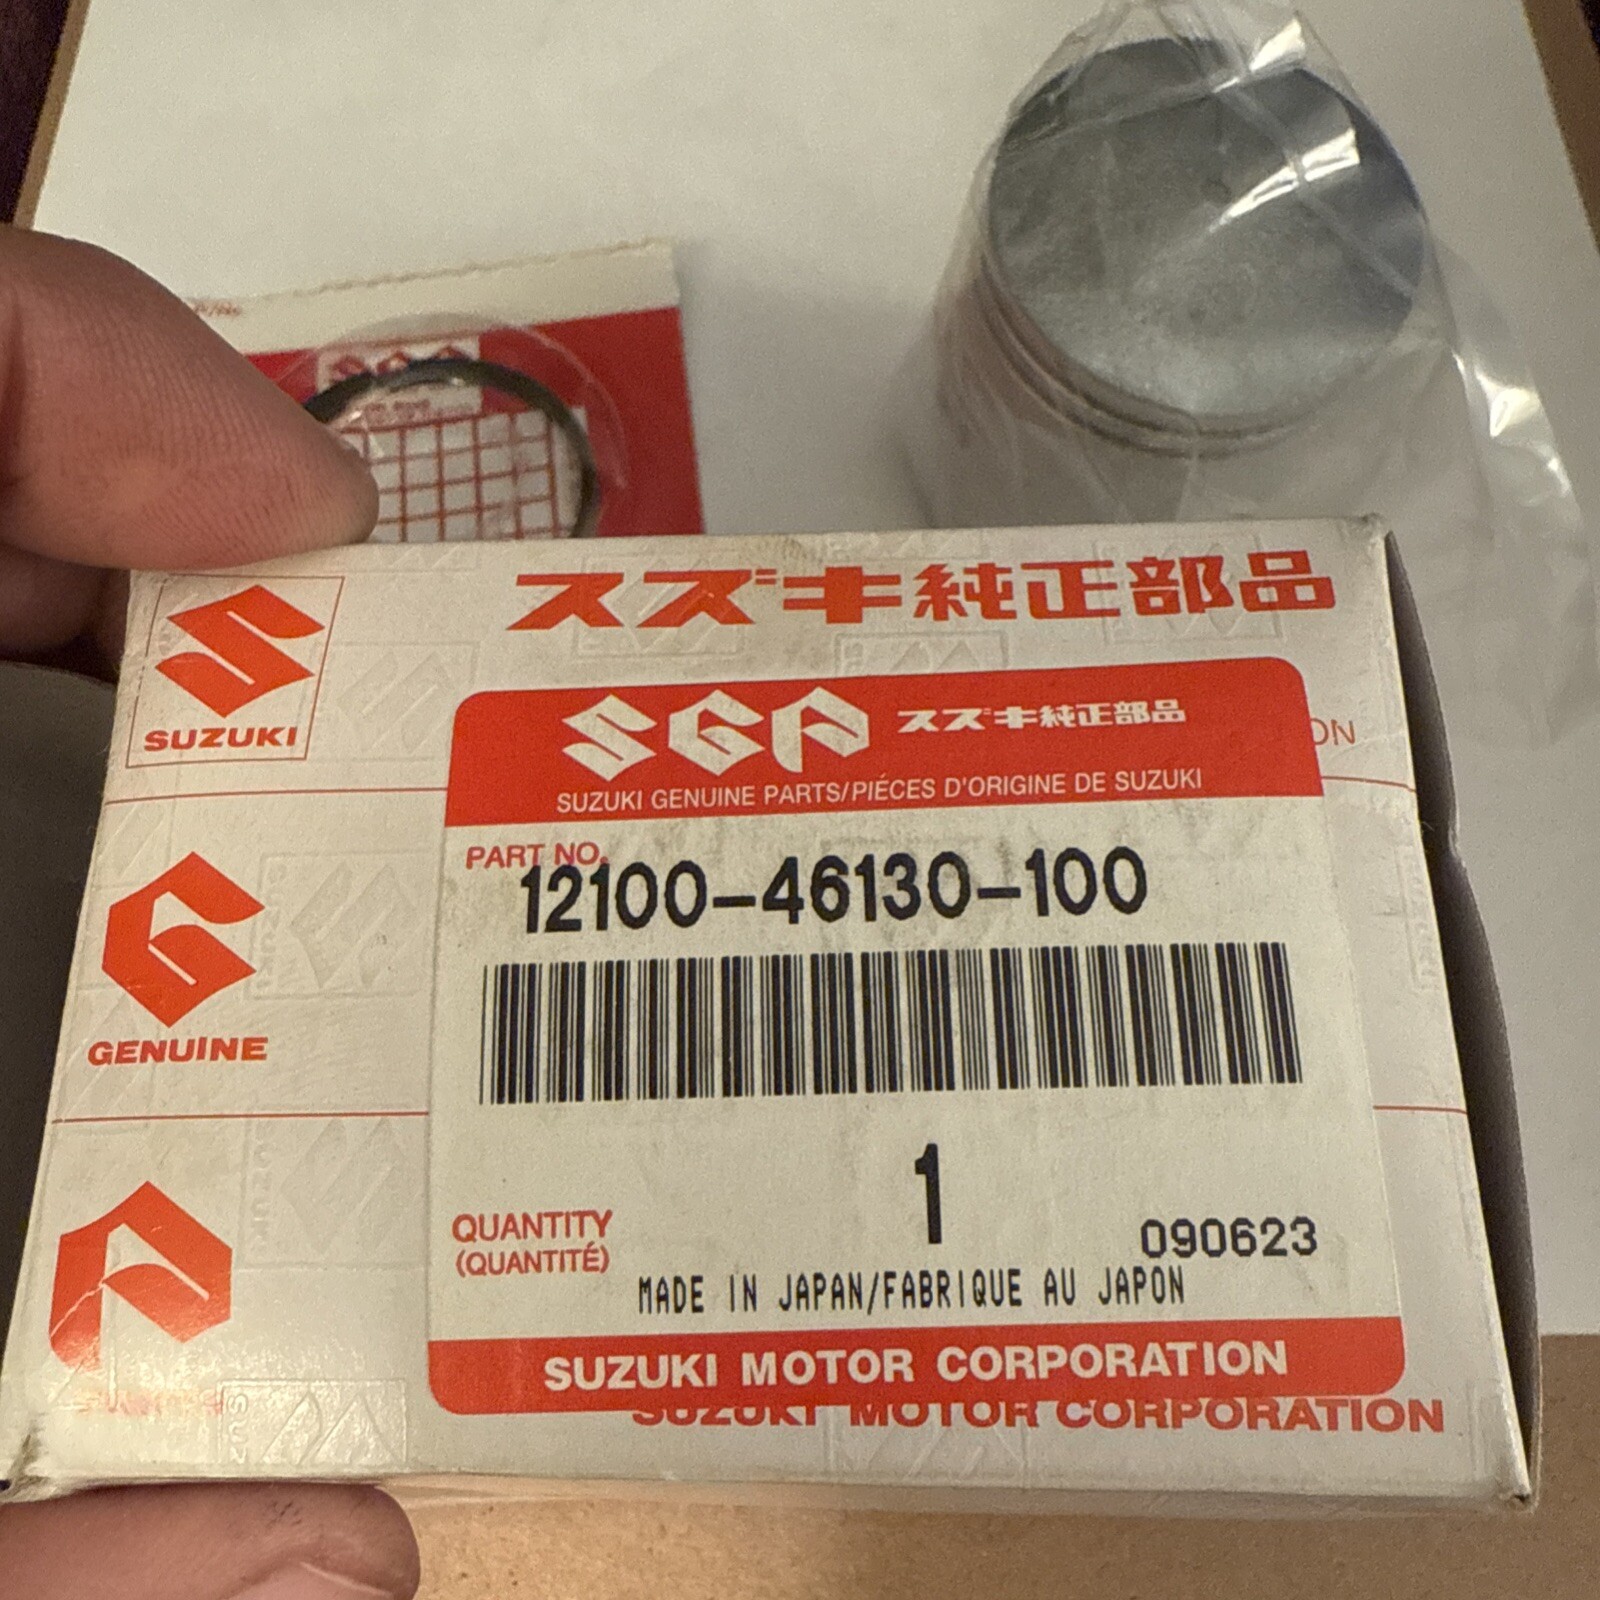 スズキ純正部品
SUZUKI
SGP スズキ純正部品
ON
SUZUKI GENUINE PARTS/PIÉCES D'ORIGINE DE SUZUKI
PART NO.
12100-46130-100
GENUINE
1
QUANTITY
(QUANTITÉ)
090623
MADE IN JAPAN/FABRIQUE AU JAPON
SUZUKI MOTOR CORPORATION
SUZUKI MOTOR CORPORATION